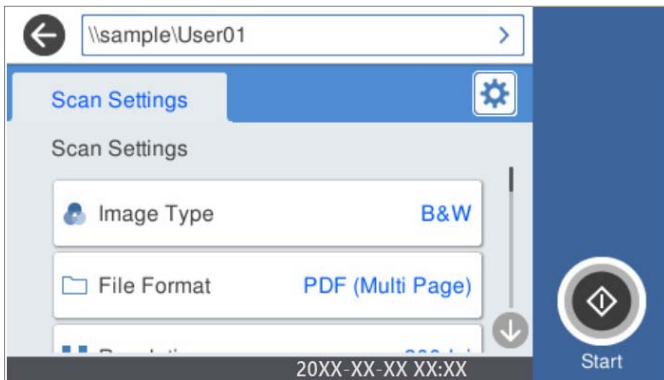 \\sample\User01
Scan Settings
Scan Settings
Image Type B&W
File Format PDF (Multi Page)
20XX-XX-XX XX:XX
Start